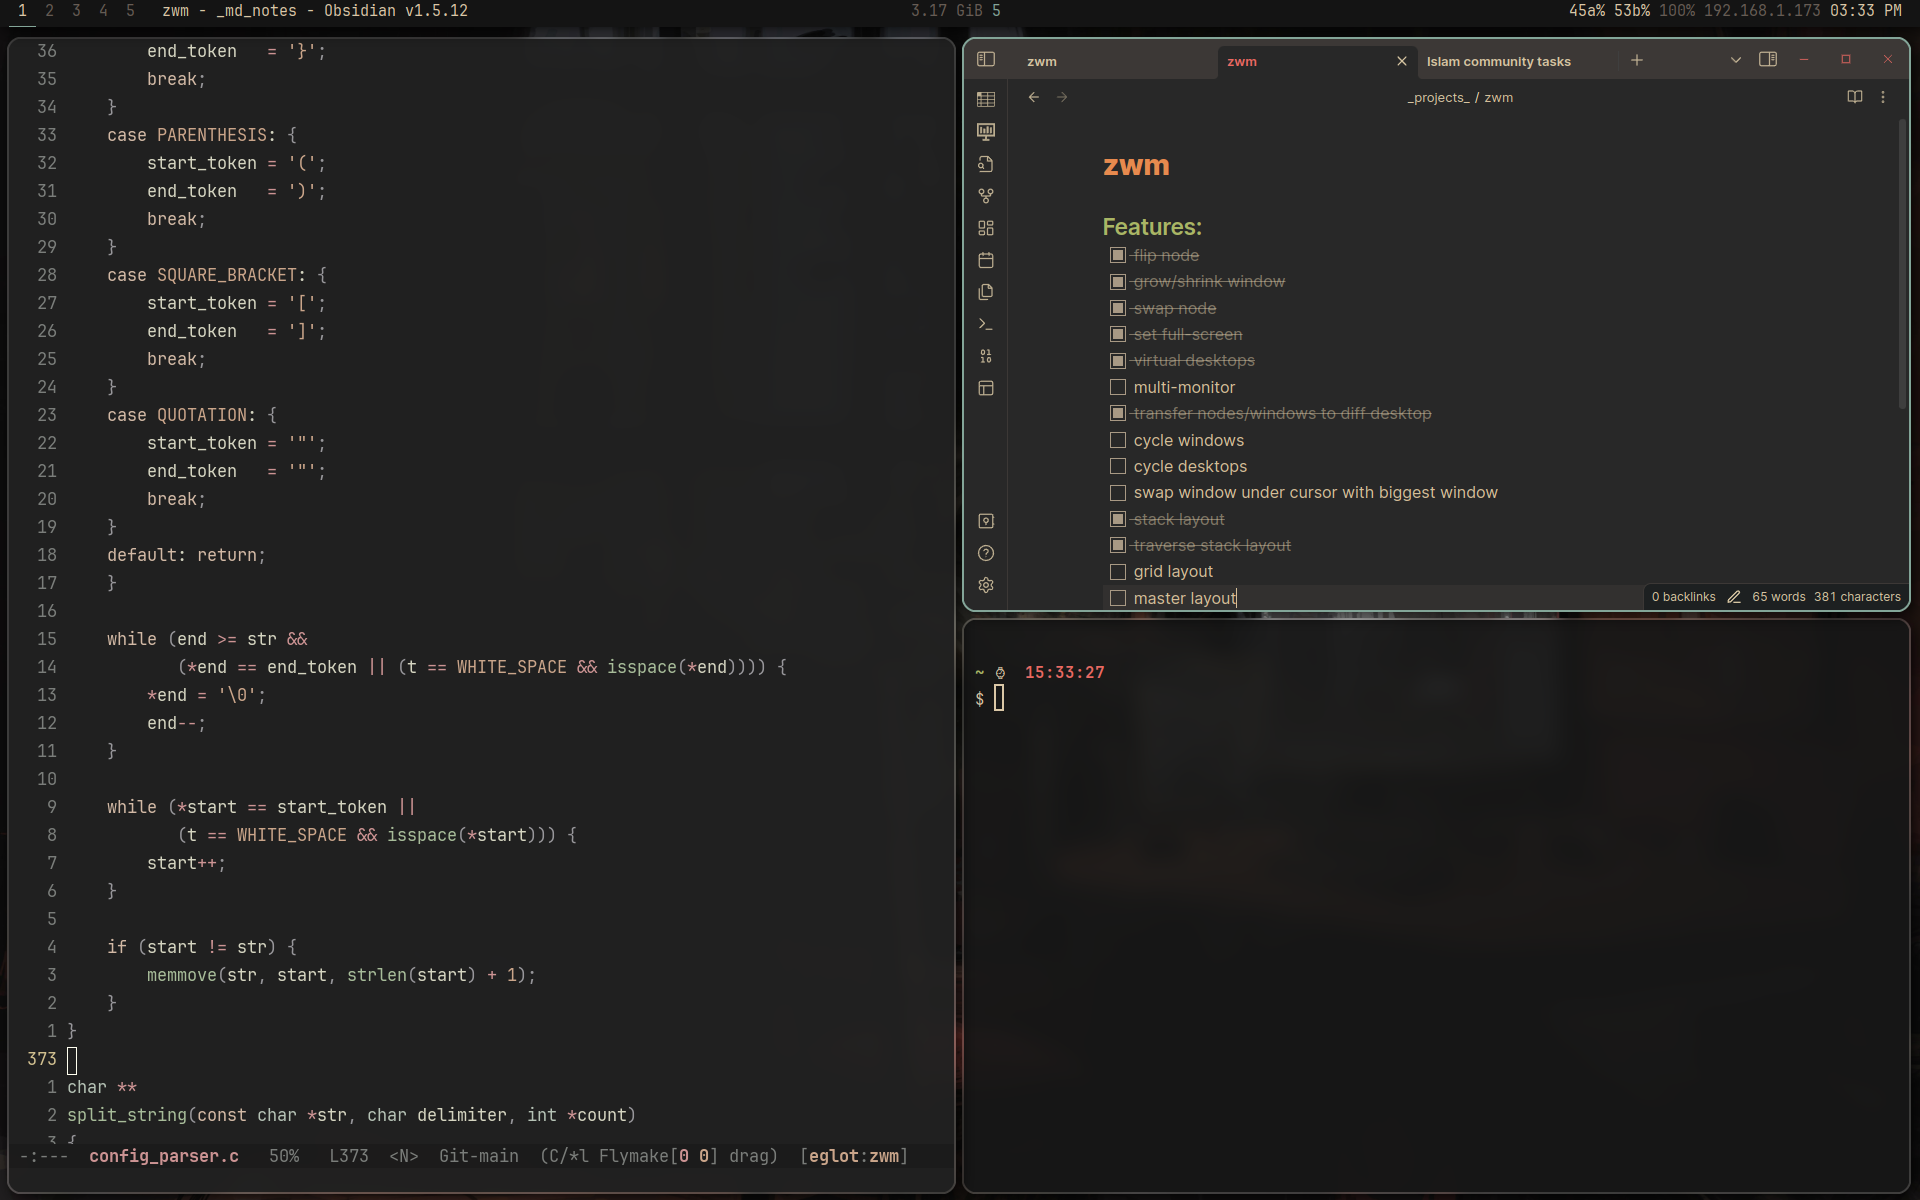 1 2 3 4 5 zwm - _md_notes - Obsidian v1.5.12 3.17 GiB 5 45a% 53b% 100% 192.168.1.173 03:33 PM
36         end_token   = '}';
35         break;
34     }
33     case PARENTHESIS: {
32         start_token = '(';
31         end_token   = ')';
30         break;
29     }
28     case SQUARE_BRACKET: {
27         start_token = '[';
26         end_token   = ']';
25         break;
24     }
23     case QUOTATION: {
22         start_token = '"';
21         end_token   = '"';
20         break;
19     }
18     default: return;
17     }
16
15     while (end >= str &&
14            (*end == end_token || (t == WHITE_SPACE && isspace(*end)))) {
13         *end = '\0';
12         end--;
11     }
10
9     while (*start == start_token ||
8            (t == WHITE_SPACE && isspace(*start))) {
7         start++;
6     }
5
4     if (start != str) {
3         memmove(str, start, strlen(start) + 1);
2     }
1 }
373
1 char **
2 split_string(const char *str, char delimiter, int *count)
3 {
-:--- config_parser.c 50% L373 <N> Git-main (C/*l Flymake[0 0] drag) [eglot:zwm]
zwm zwm Islam community tasks
_projects_ / zwm
zwm
Features:
flip node
grow/shrink window
swap node
set full-screen
virtual desktops
multi-monitor
transfer nodes/windows to diff desktop
cycle windows
cycle desktops
swap window under cursor with biggest window
stack layout
traverse stack layout
grid layout
master layout
0 backlinks 65 words 381 characters
~ 15:33:27
$